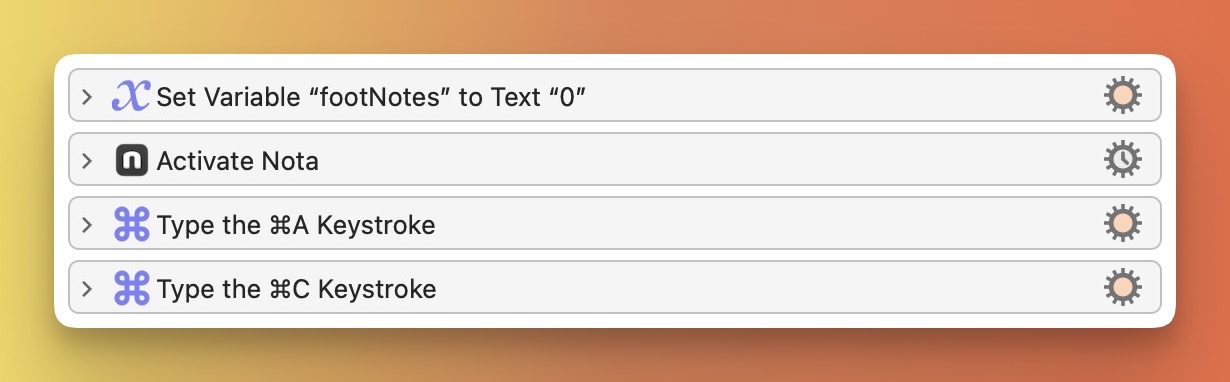 Set Variable “footNotes” to Text “0”
Activate Nota
Type the ⌘A Keystroke
Type the ⌘C Keystroke